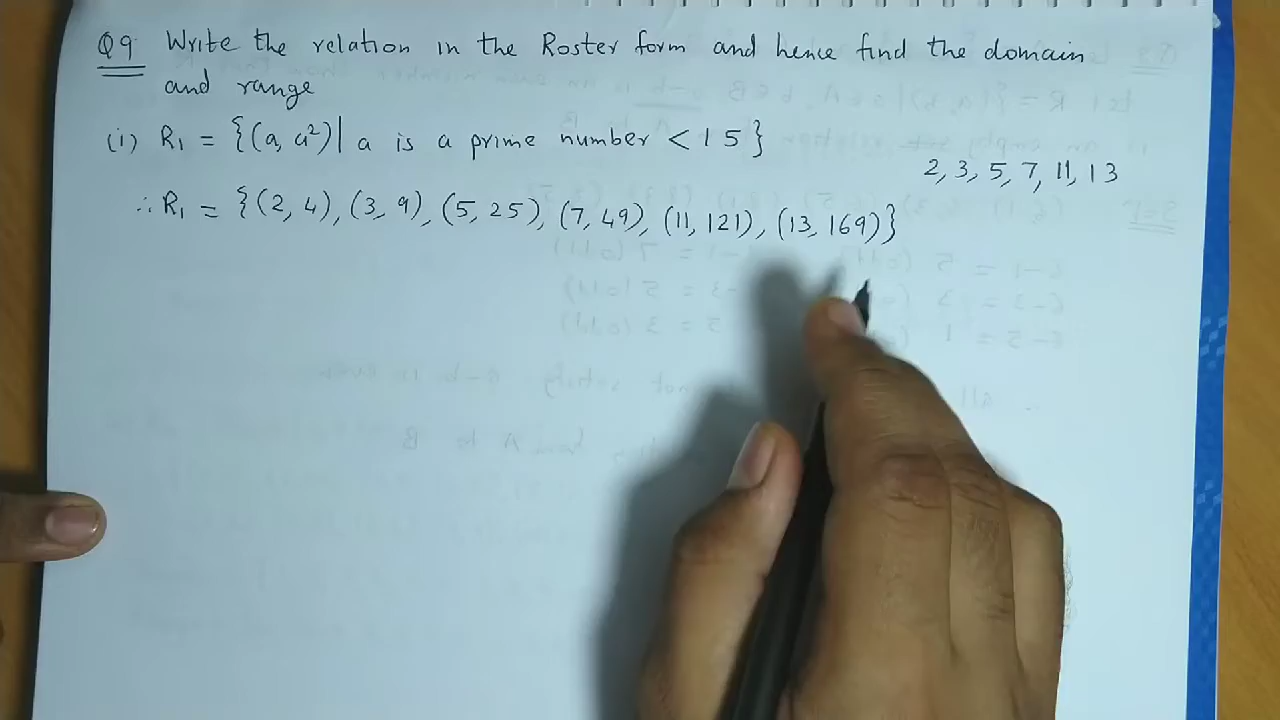 Q9 Write the relation in the Roster form and hence find the domain
and range
(i) R₁ = {(a, a²) | a is a prime number < 15}
2, 3, 5, 7, 11, 13
∴ R₁ = {(2, 4), (3, 9), (5, 25), (7, 49), (11, 121), (13, 169)}